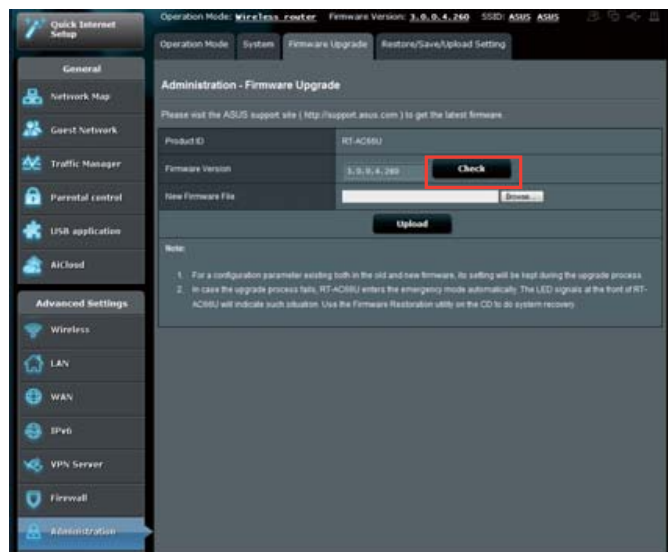 Quick Internet
Setup
Operation Mode: Wireless router Firmware Version: 3.0.0.4.260 SSID: ASUS ASUS
Operation Mode System Firmware Upgrade Restore/Save/Upload Setting
General
Network Map
Guest Network
Traffic Manager
Parental control
USB application
AiCloud
Advanced Settings
Wireless
LAN
WAN
IPv6
VPN Server
Firewall
Administration
Administration - Firmware Upgrade
Please visit the ASUS support site ( http://support.asus.com ) to get the latest firmware.
Product ID RT-AC66U
Firmware Version 3.0.0.4.260 Check
New Firmware File Browse...
Upload
Note:
1. For a configuration parameter existing both in the old and new firmware, its setting will be kept during the upgrade process.
2. In case the upgrade process fails, RT-AC66U enters the emergency mode automatically. The LED signals at the front of RT-
AC66U will indicate such situation. Use the Firmware Restoration utility on the CD to do system recovery.